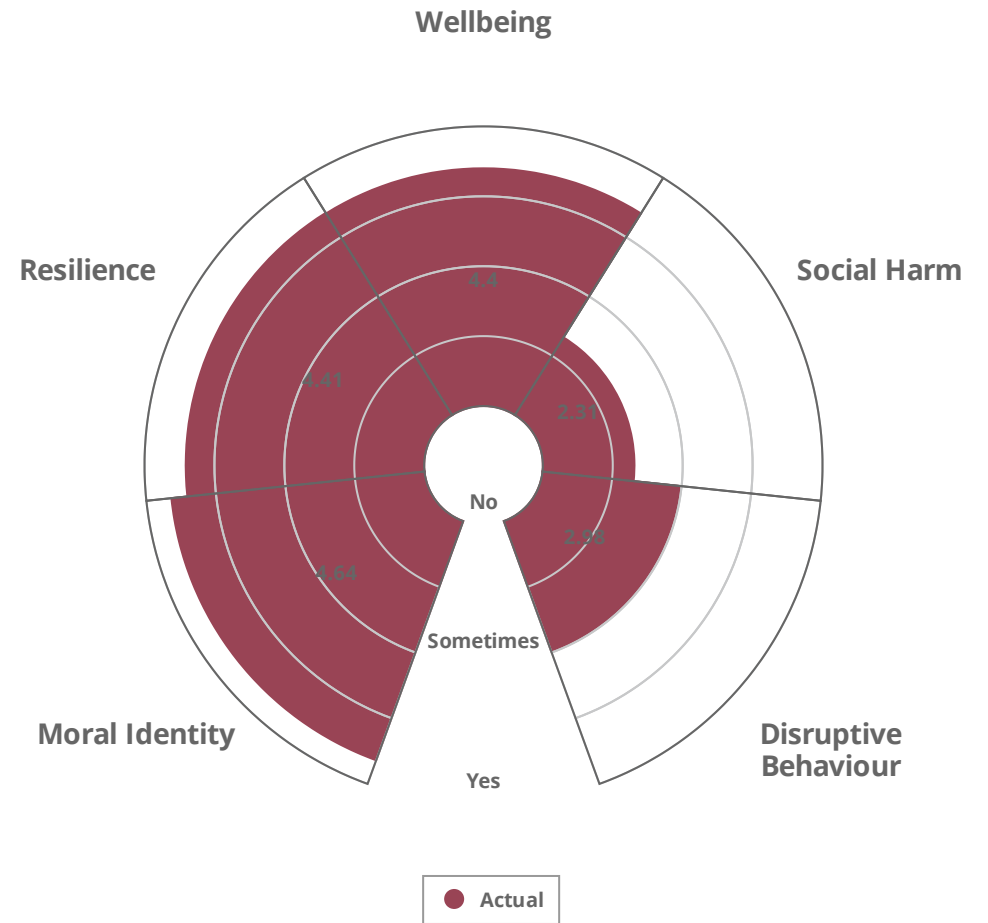 Wellbeing
Resilience
Social Harm
4.4
4.41
2.31
No
2.98
4.64
Sometimes
Moral Identity
Disruptive
Behaviour
Yes
Actual